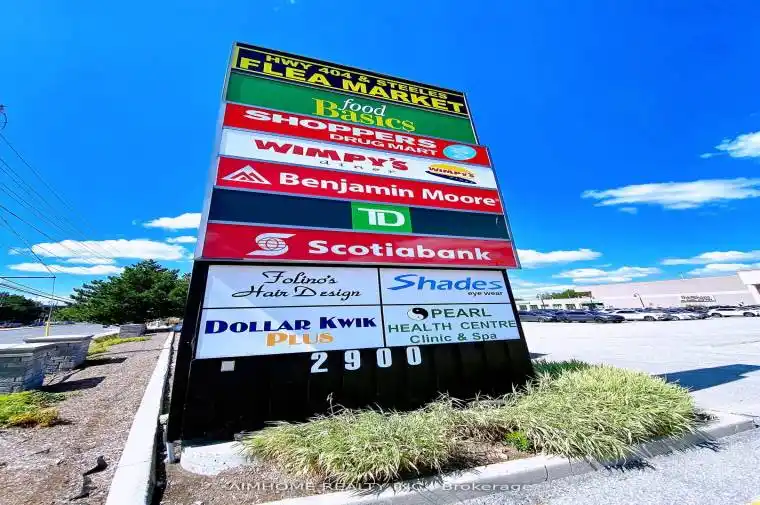 HWY 404 & STEELES
FLEA MARKET
food
Basics
SHOPPERS
DRUG MART
WIMPY'S
diner
WIMPY'S
Benjamin Moore
TD
Scotiabank
Folino's
Hair Design
Shades
eye wear
DOLLAR KWIK
PLUS
PEARL
HEALTH CENTRE
Clinic & Spa
2900
AIMHOME REALTY INC., Brokerage